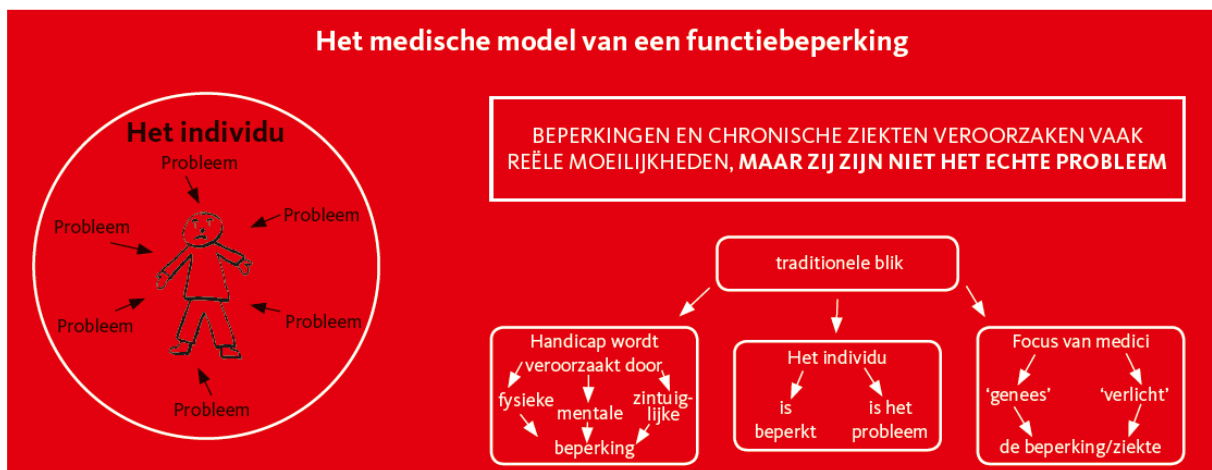 Het medische model van een functiebeperking
Het individu
Probleem
Probleem
Probleem
Probleem
Probleem
Probleem
BEPERKINGEN EN CHRONISCHE ZIEKTEN VEROORZAKEN VAAK
REËLE MOEILIJKHEDEN, MAAR ZIJ ZIJN NIET HET ECHTE PROBLEEM
traditionele blik
Handicap wordt
veroorzaakt door
fysieke
mentale
zintuig-
lijke
beperking
Het individu
is
beperkt
is het
probleem
Focus van medici
‘genees’
‘verlicht’
de beperking/ziekte